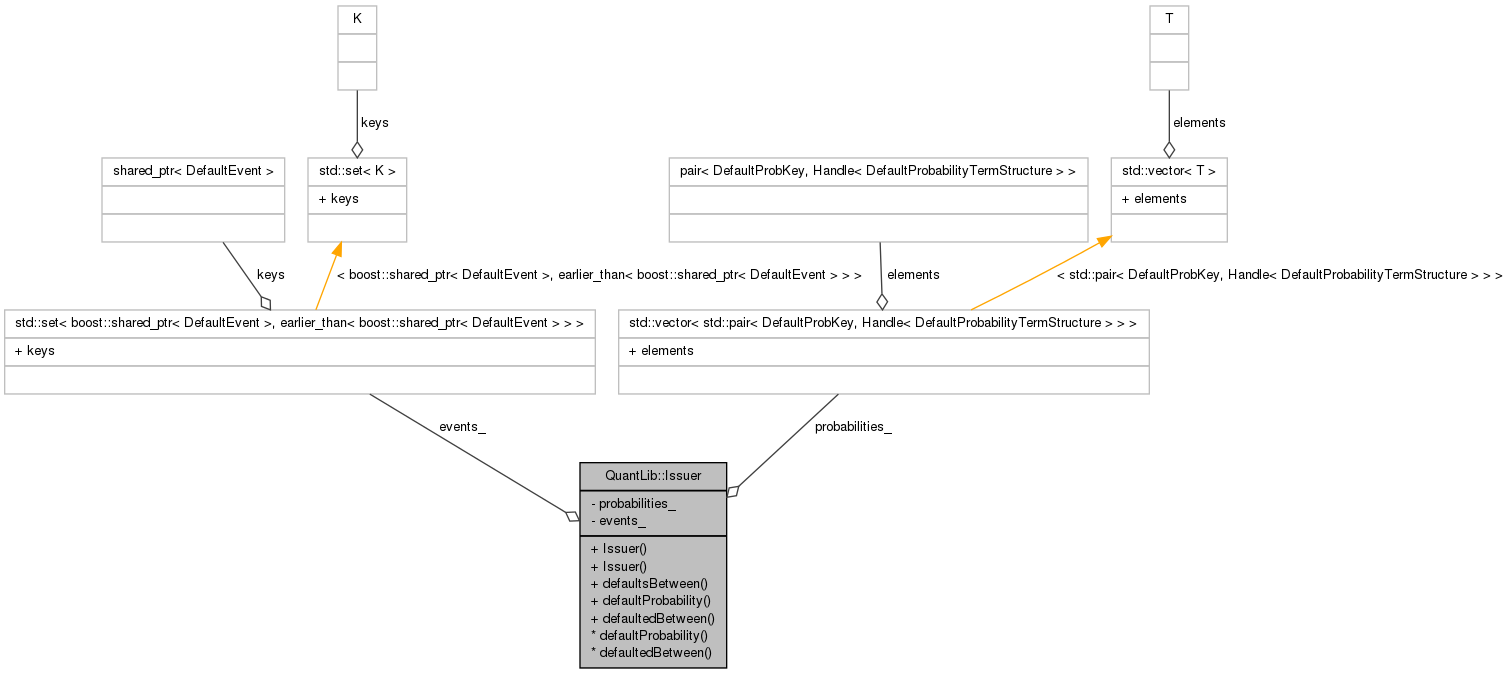 K
T
keys
elements
shared_ptr< DefaultEvent >
std::set< K >
+ keys
pair< DefaultProbKey, Handle< DefaultProbabilityTermStructure > >
std::vector< T >
+ elements
keys
< boost::shared_ptr< DefaultEvent >, earlier_than< boost::shared_ptr< DefaultEvent > > >
elements
< std::pair< DefaultProbKey, Handle< DefaultProbabilityTermStructure > > >
std::set< boost::shared_ptr< DefaultEvent >, earlier_than< boost::shared_ptr< DefaultEvent > > >
+ keys
std::vector< std::pair< DefaultProbKey, Handle< DefaultProbabilityTermStructure > > >
+ elements
events_
probabilities_
QuantLib::Issuer
- probabilities_
- events_
+ Issuer()
+ Issuer()
+ defaultsBetween()
+ defaultProbability()
+ defaultedBetween()
* defaultProbability()
* defaultedBetween()